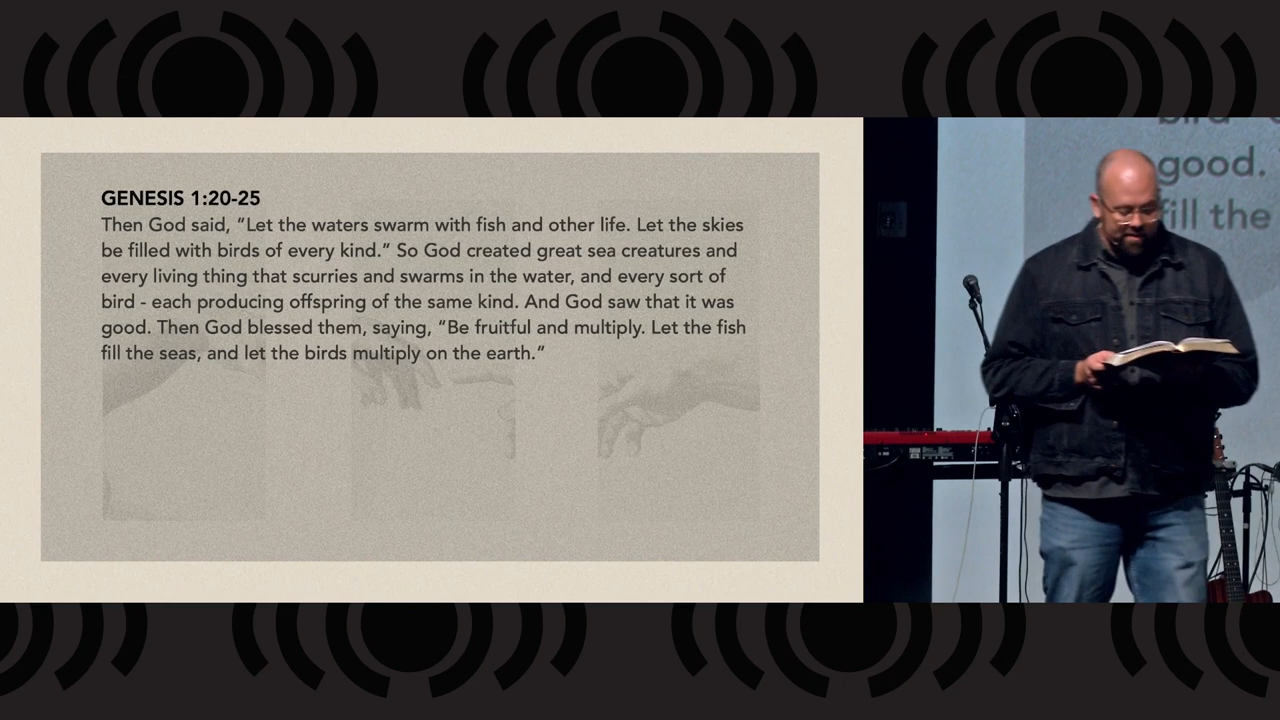 GENESIS 1:20-25
Then God said, “Let the waters swarm with fish and other life. Let the skies
be filled with birds of every kind.” So God created great sea creatures and
every living thing that scurries and swarms in the water, and every sort of
bird - each producing offspring of the same kind. And God saw that it was
good. Then God blessed them, saying, “Be fruitful and multiply. Let the fish
fill the seas, and let the birds multiply on the earth.”
good.
fill the